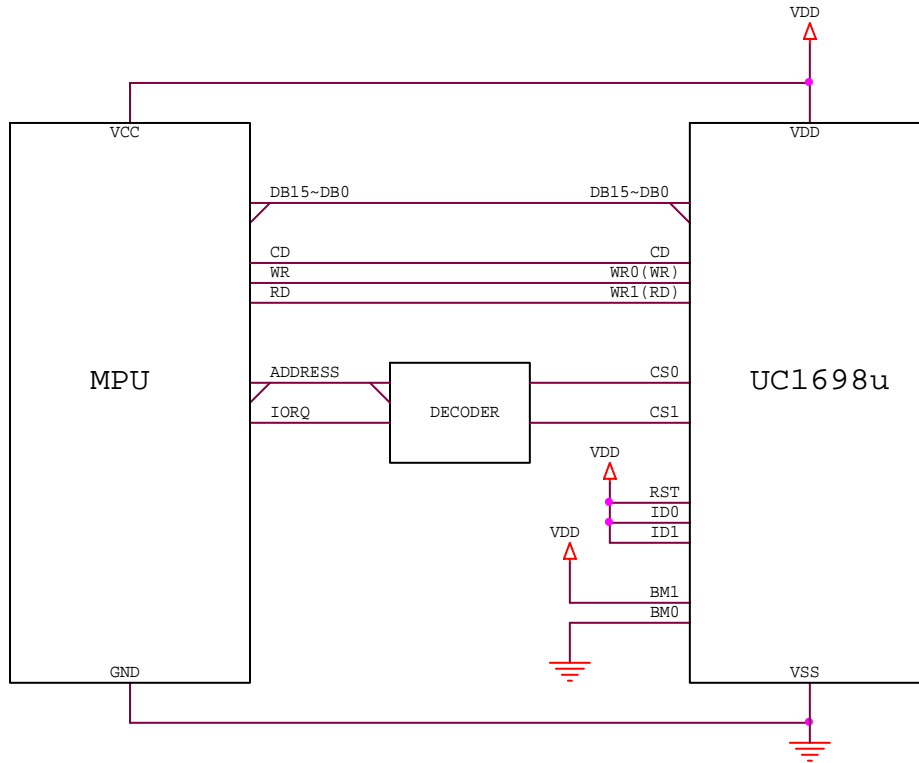 VDD
VCC
VDD
DB15~DB0
DB15~DB0
CD
CD
WR
WR0(WR)
RD
WR1(RD)
MPU
ADDRESS
CS0
UC1698u
IORQ
DECODER
CS1
VDD
RST
ID0
VDD
ID1
BM1
BM0
GND
VSS